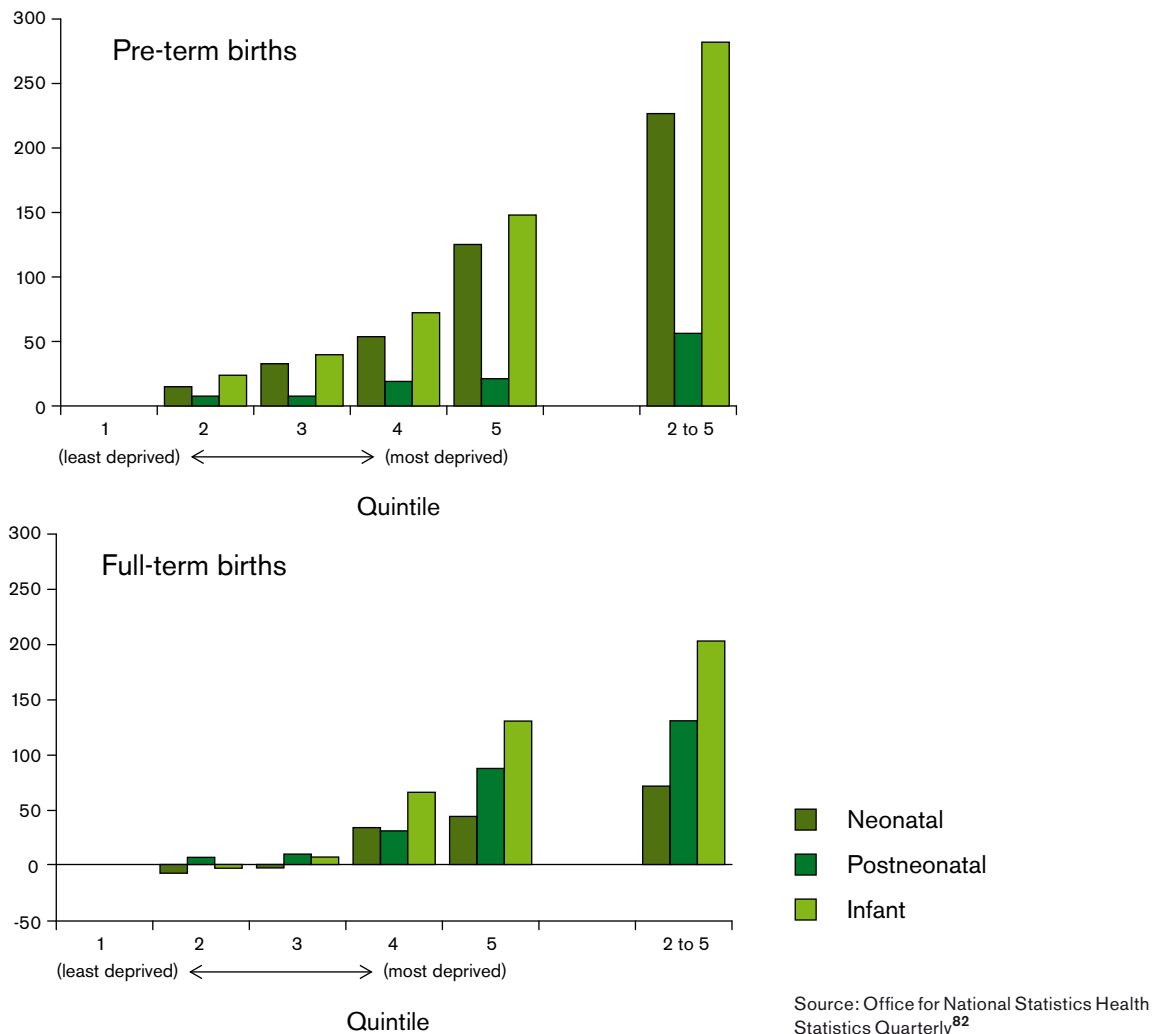 300
Pre-term births
250
200
150
100
50
0
1 2 3 4 5 2 to 5
(least deprived) (most deprived)
Quintile
300
Full-term births
250
200
150
100
50
0
-50
1 2 3 4 5 2 to 5
(least deprived) (most deprived)
Quintile
Neonatal
Postneonatal
Infant
Source: Office for National Statistics Health
Statistics Quarterly82